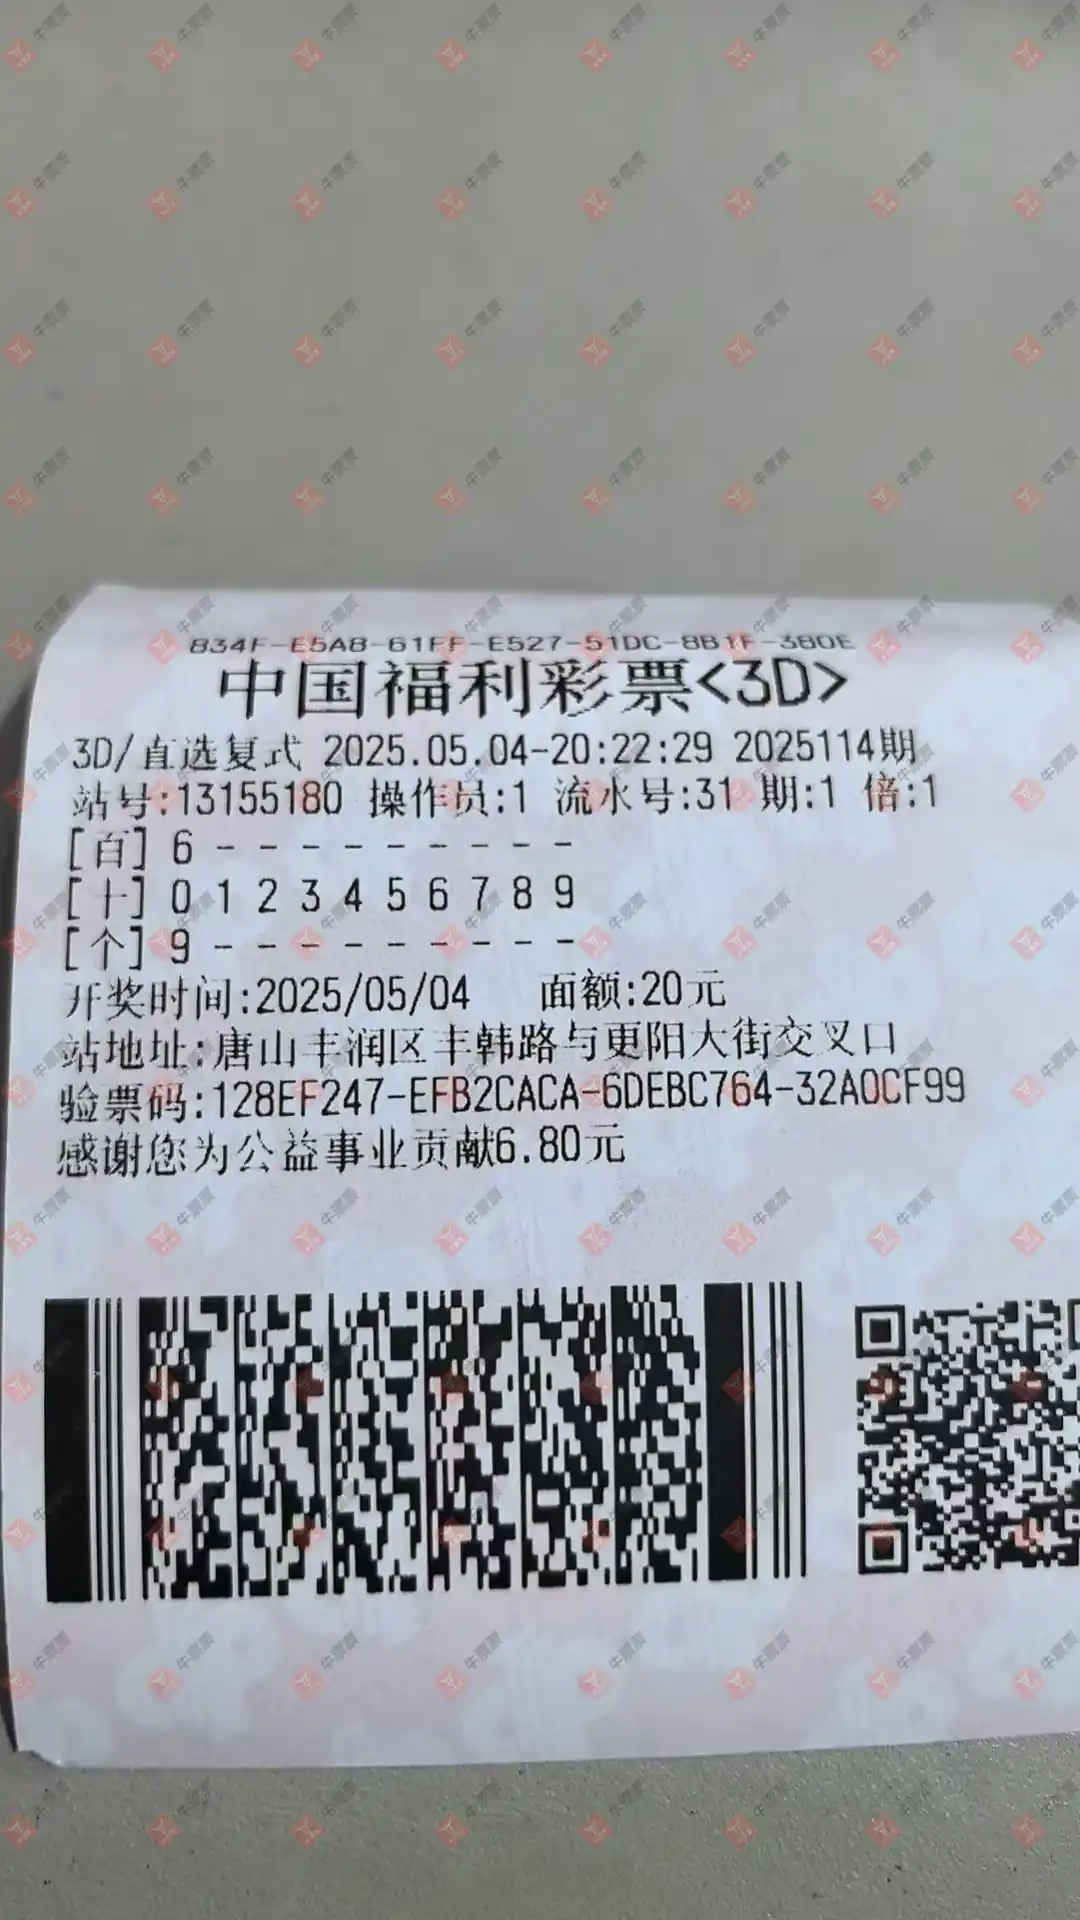 834F-E5A8-61FF-E527-51DC-8B1F-380E
中国福利彩票<3D>
3D/直选复式 2025.05.04-20:22:29 2025114期
站号:13155180 操作员:1 流水号:31 期:1 倍:1
[百] 6 - - - - - - - - -
[十] 0 1 2 3 4 5 6 7 8 9
[个] 9 - - - - - - - - -
开奖时间:2025/05/04 面额:20元
站地址:唐山丰润区丰韩路与更阳大街交叉口
验票码:128EF247-EFB2CACA-6DEBC764-32A0CF99
感谢您为公益事业贡献6.80元
牛票票